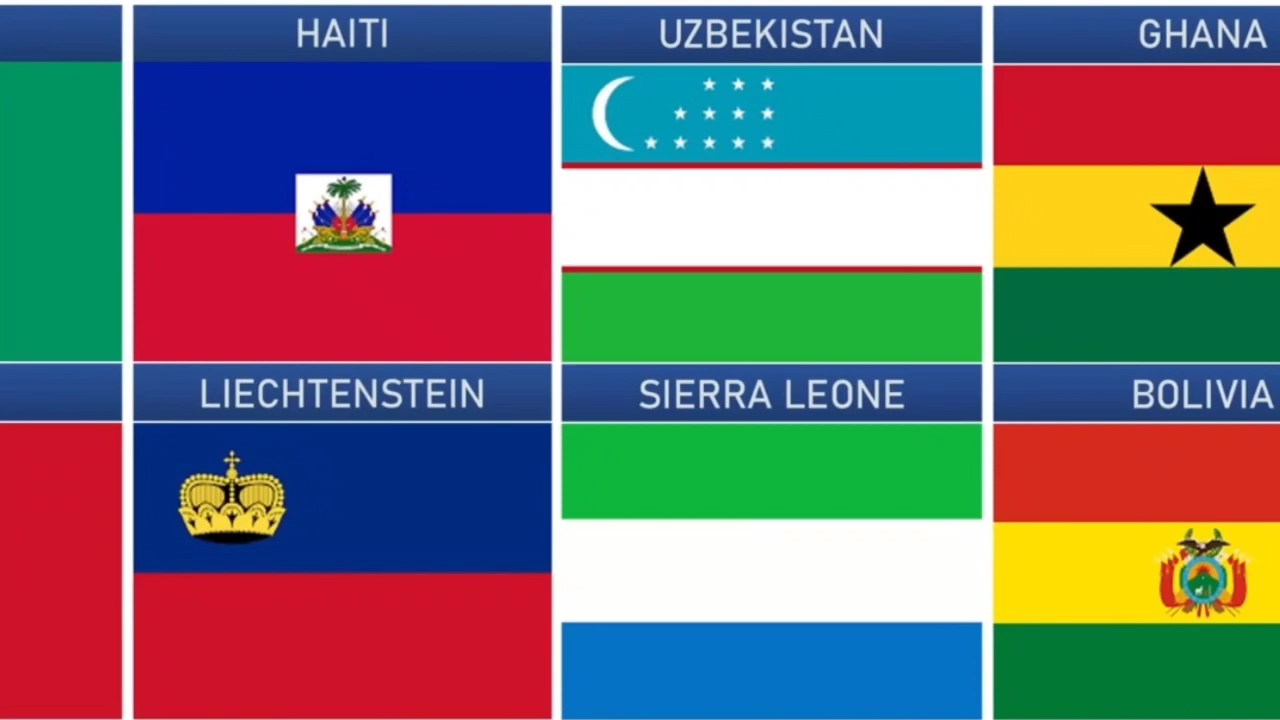 HAITI
UZBEKISTAN
GHANA
LIECHTENSTEIN
SIERRA LEONE
BOLIVIA